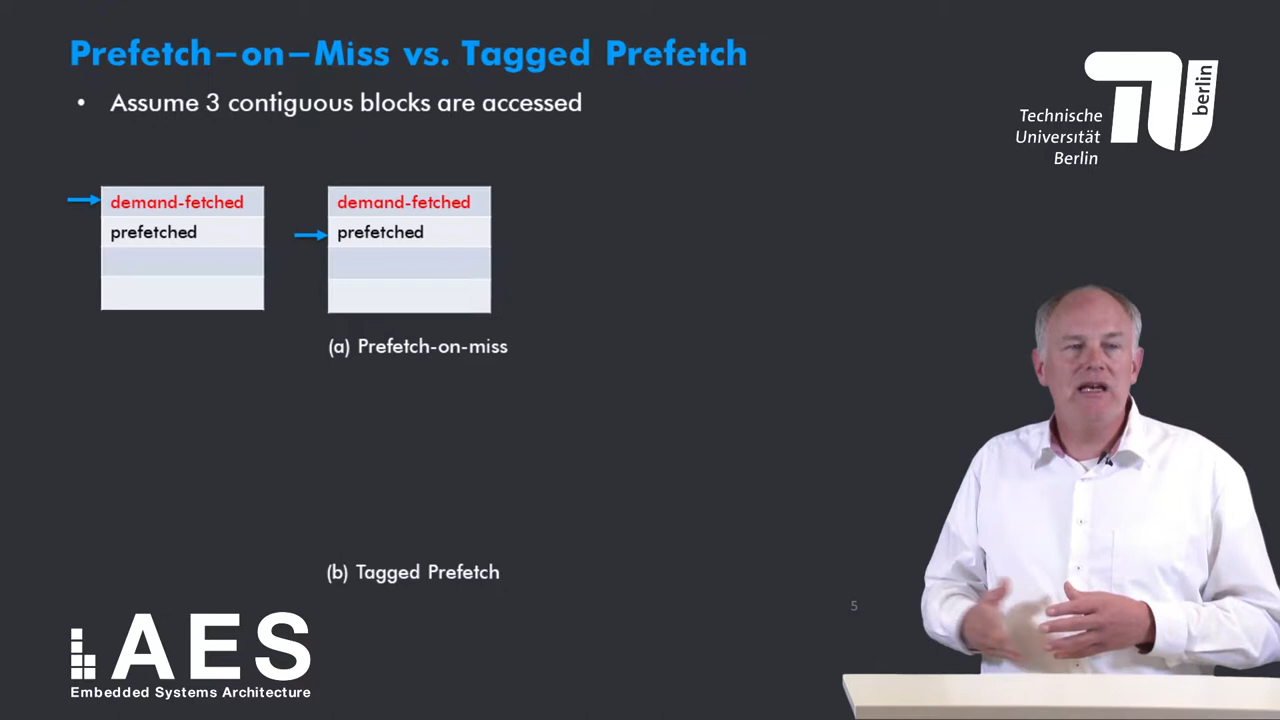 Prefetch–on–Miss vs. Tagged Prefetch
• Assume 3 contiguous blocks are accessed
Technische
Universität
Berlin
berlin
demand-fetched
prefetched
demand-fetched
prefetched
(a) Prefetch-on-miss
(b) Tagged Prefetch
5
AES
Embedded Systems Architecture